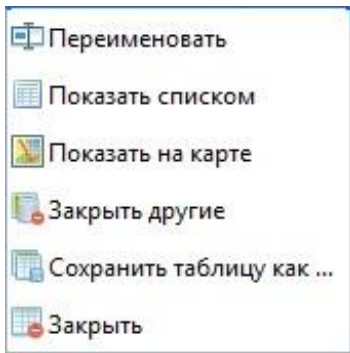 Переименовать
Показать списком
Показать на карте
Закрыть другие
Сохранить таблицу как ...
Закрыть